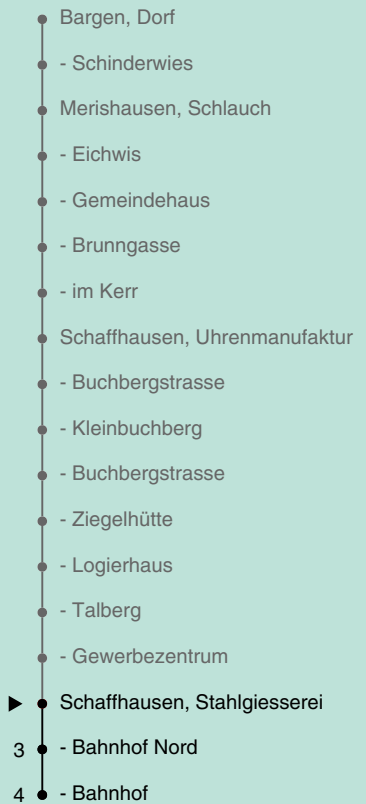 Bargen, Dorf
- Schinderwies
Merishausen, Schlauch
- Eichwis
- Gemeindehaus
- Brunngasse
- im Kerr
Schaffhausen, Uhrenmanufaktur
- Buchbergstrasse
- Kleinbuchberg
- Buchbergstrasse
- Ziegelhütte
- Logierhaus
- Talberg
- Gewerbezentrum
Schaffhausen, Stahlgiesserei
3 - Bahnhof Nord
4 - Bahnhof